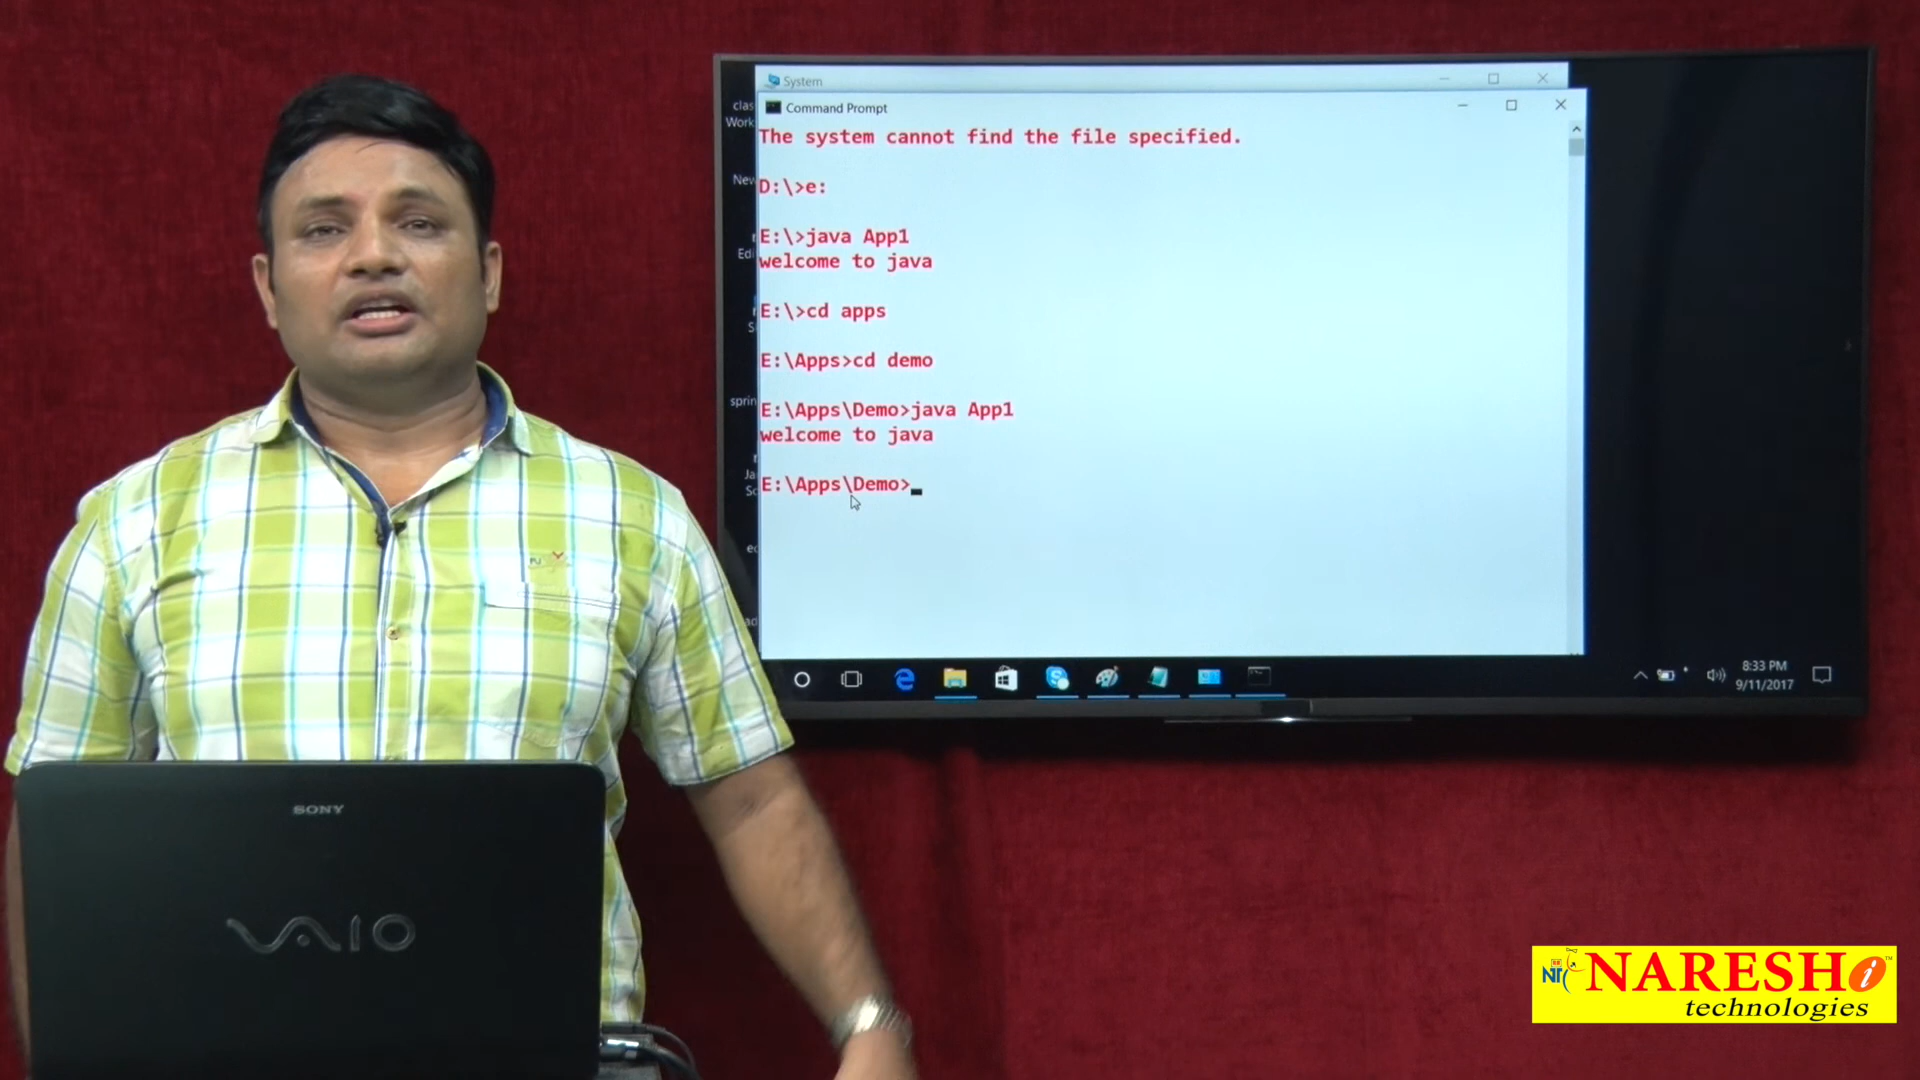 System
Command Prompt
The system cannot find the file specified.
D:\>e:
E:\>java App1
welcome to java
E:\>cd apps
E:\Apps>cd demo
E:\Apps\Demo>java App1
welcome to java
E:\Apps\Demo>
8:33 PM
9/11/2017
SONY
VAIO
NARESH i
technologies